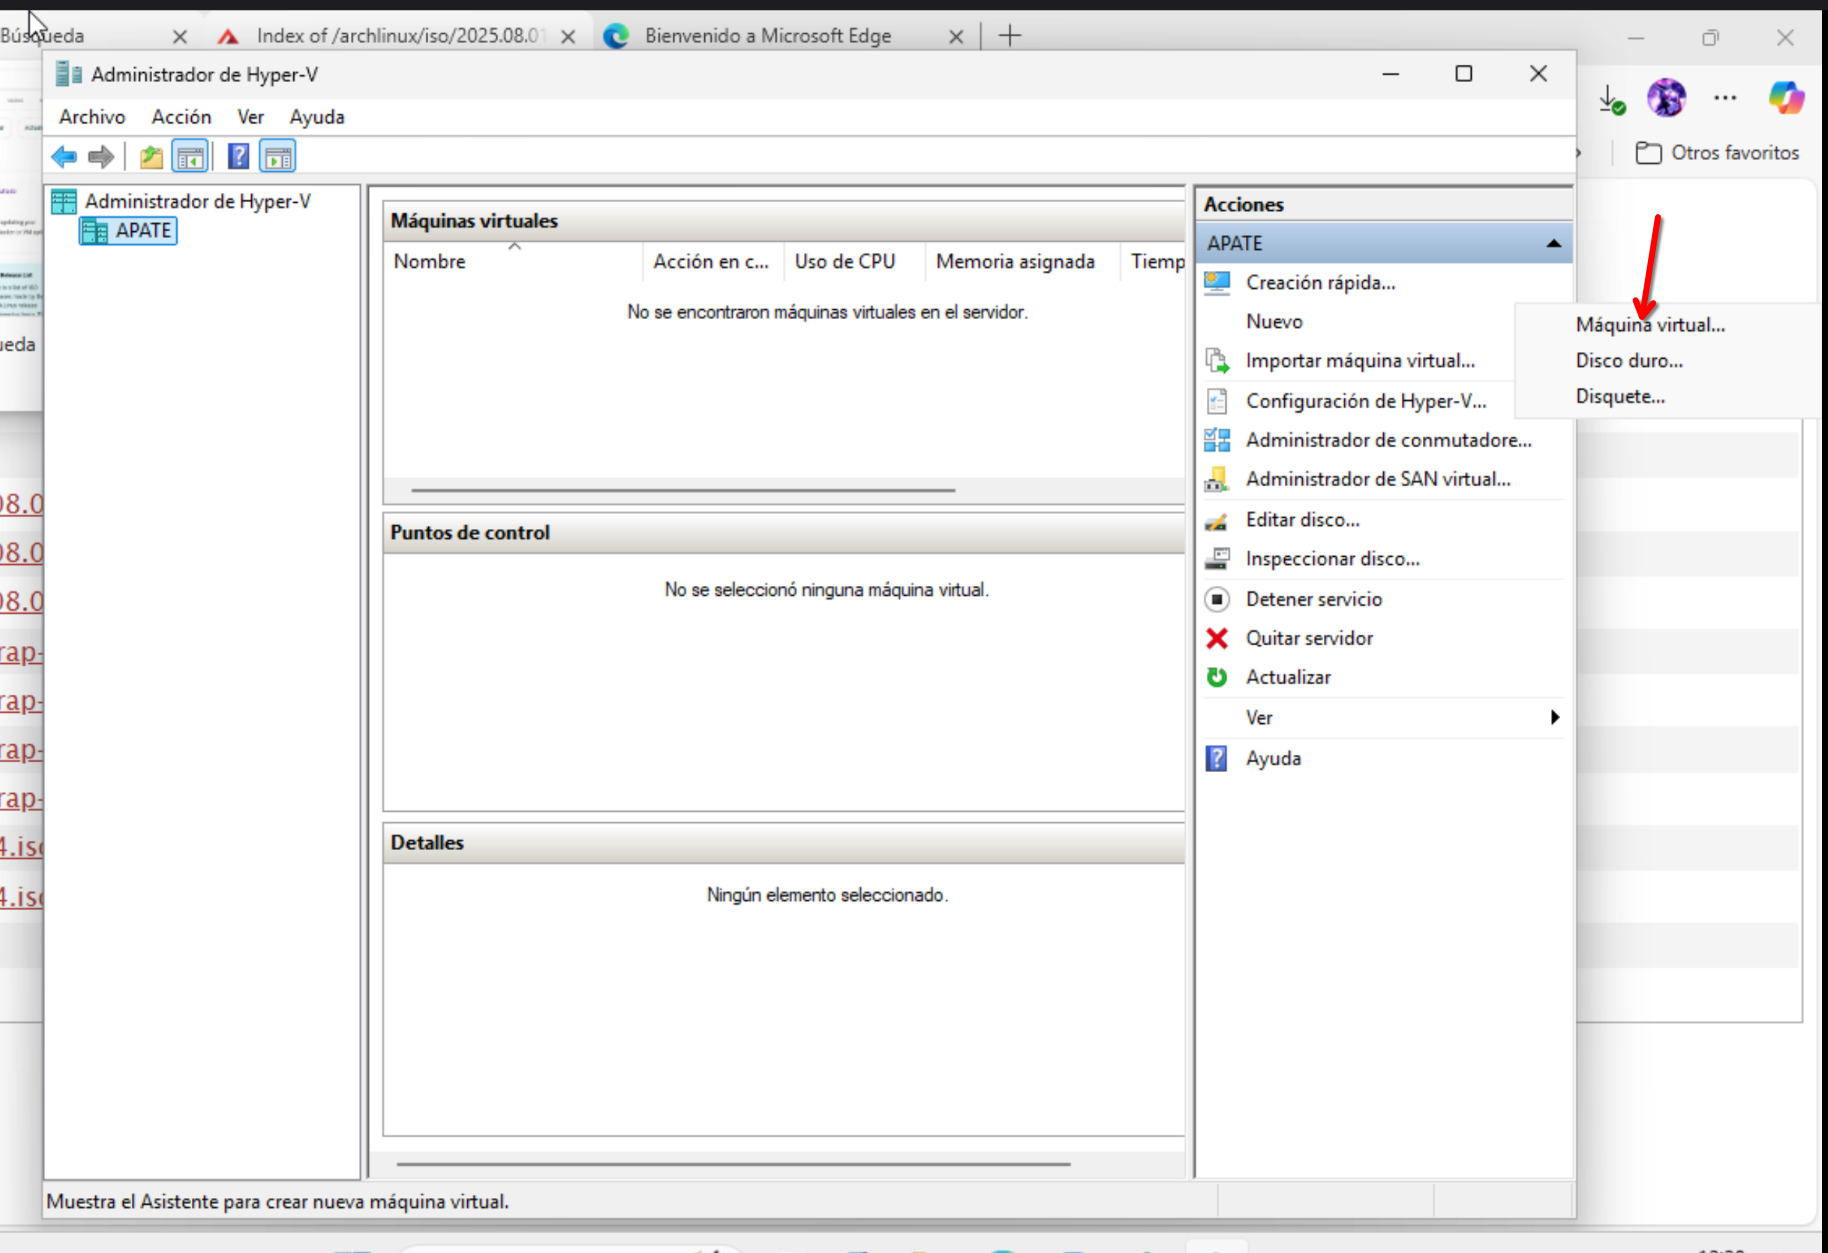 Búsqueda
Index of /archlinux/iso/2025.08.01
Bienvenido a Microsoft Edge
Administrador de Hyper-V
Archivo Acción Ver Ayuda
Otros favoritos
Administrador de Hyper-V
APATE
Máquinas virtuales
Nombre Acción en c... Uso de CPU Memoria asignada Tiemp
No se encontraron máquinas virtuales en el servidor.
Puntos de control
No se seleccionó ninguna máquina virtual.
Detalles
Ningún elemento seleccionado.
Acciones
APATE
Creación rápida...
Nuevo
Importar máquina virtual...
Configuración de Hyper-V...
Administrador de conmutadore...
Administrador de SAN virtual...
Editar disco...
Inspeccionar disco...
Detener servicio
Quitar servidor
Actualizar
Ver
Ayuda
Máquina virtual...
Disco duro...
Disquete...
ueda
08.0
08.0
08.0
rap-
rap-
rap-
rap-
4.iso
4.iso
Muestra el Asistente para crear nueva máquina virtual.